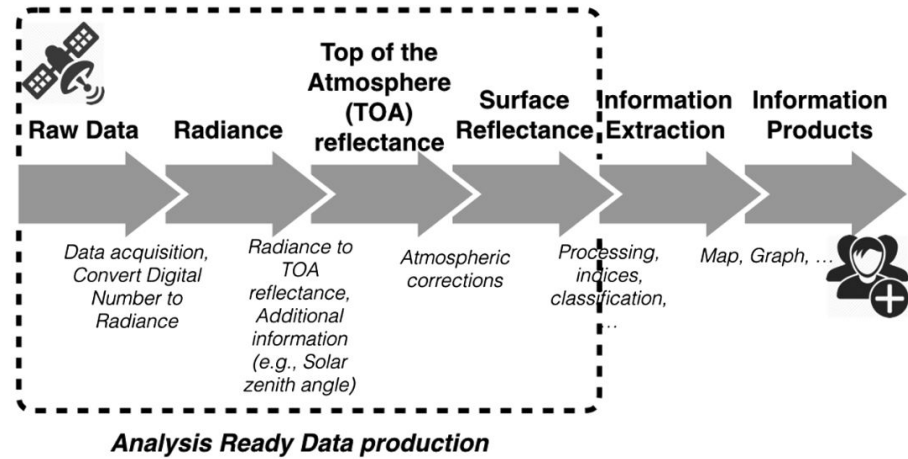 Raw Data
Radiance
Top of the
Atmosphere
(TOA)
reflectance
Surface
Reflectance
Information
Extraction
Information
Products
Data acquisition,
Convert Digital
Number to
Radiance
Radiance to
TOA
reflectance,
Additional
information
(e.g., Solar
zenith angle)
Atmospheric
corrections
Processing,
indices,
classification,
…
Map, Graph, …
Analysis Ready Data production